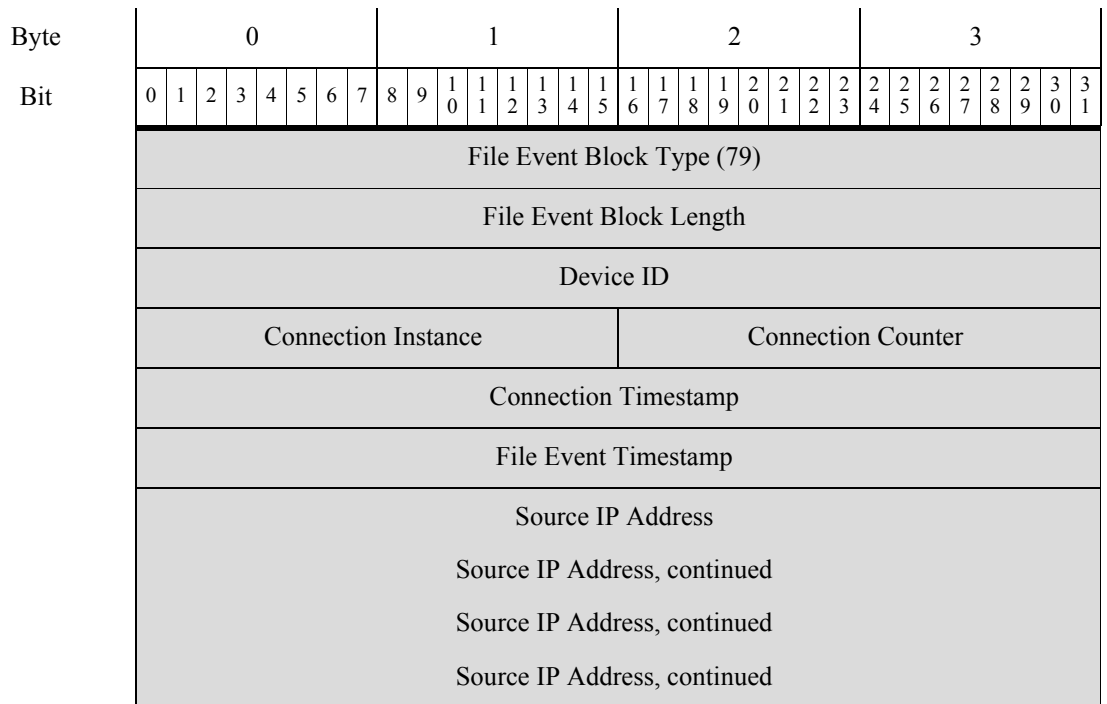 Byte 0 1 2 3
Bit 0 1 2 3 4 5 6 7 8 9 10 11 12 13 14 15 16 17 18 19 20 21 22 23 24 25 26 27 28 29 30 31
File Event Block Type (79)
File Event Block Length
Device ID
Connection Instance Connection Counter
Connection Timestamp
File Event Timestamp
Source IP Address
Source IP Address, continued
Source IP Address, continued
Source IP Address, continued